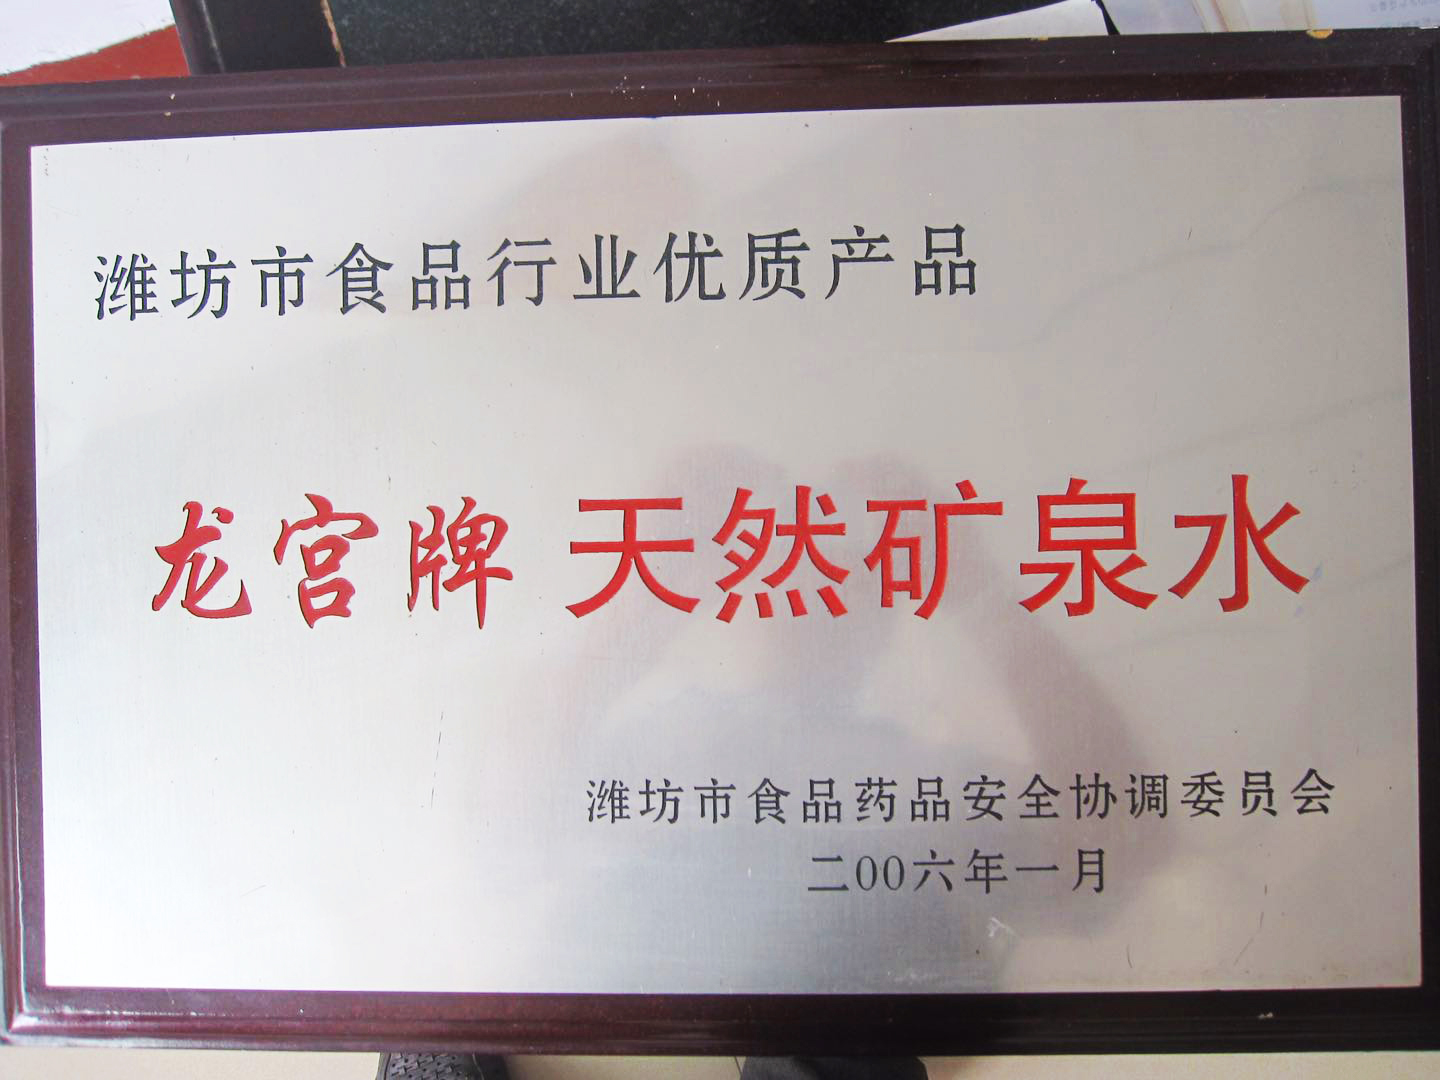 潍坊市食品行业优质产品
龙宫牌 天然矿泉水
潍坊市食品药品安全协调委员会
二00六年一月